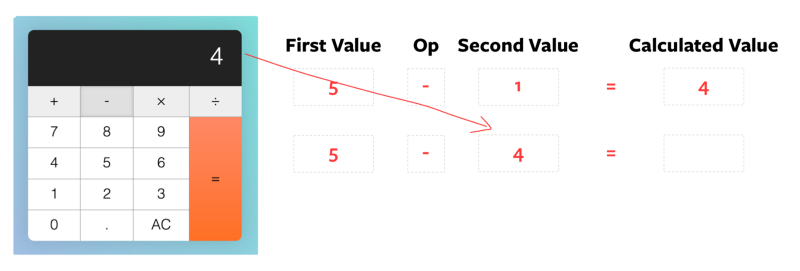 4
+ - × ÷
7 8 9
4 5 6
1 2 3
=
0 . AC
First Value Op Second Value Calculated Value
5 - 1 = 4
5 - 4 =